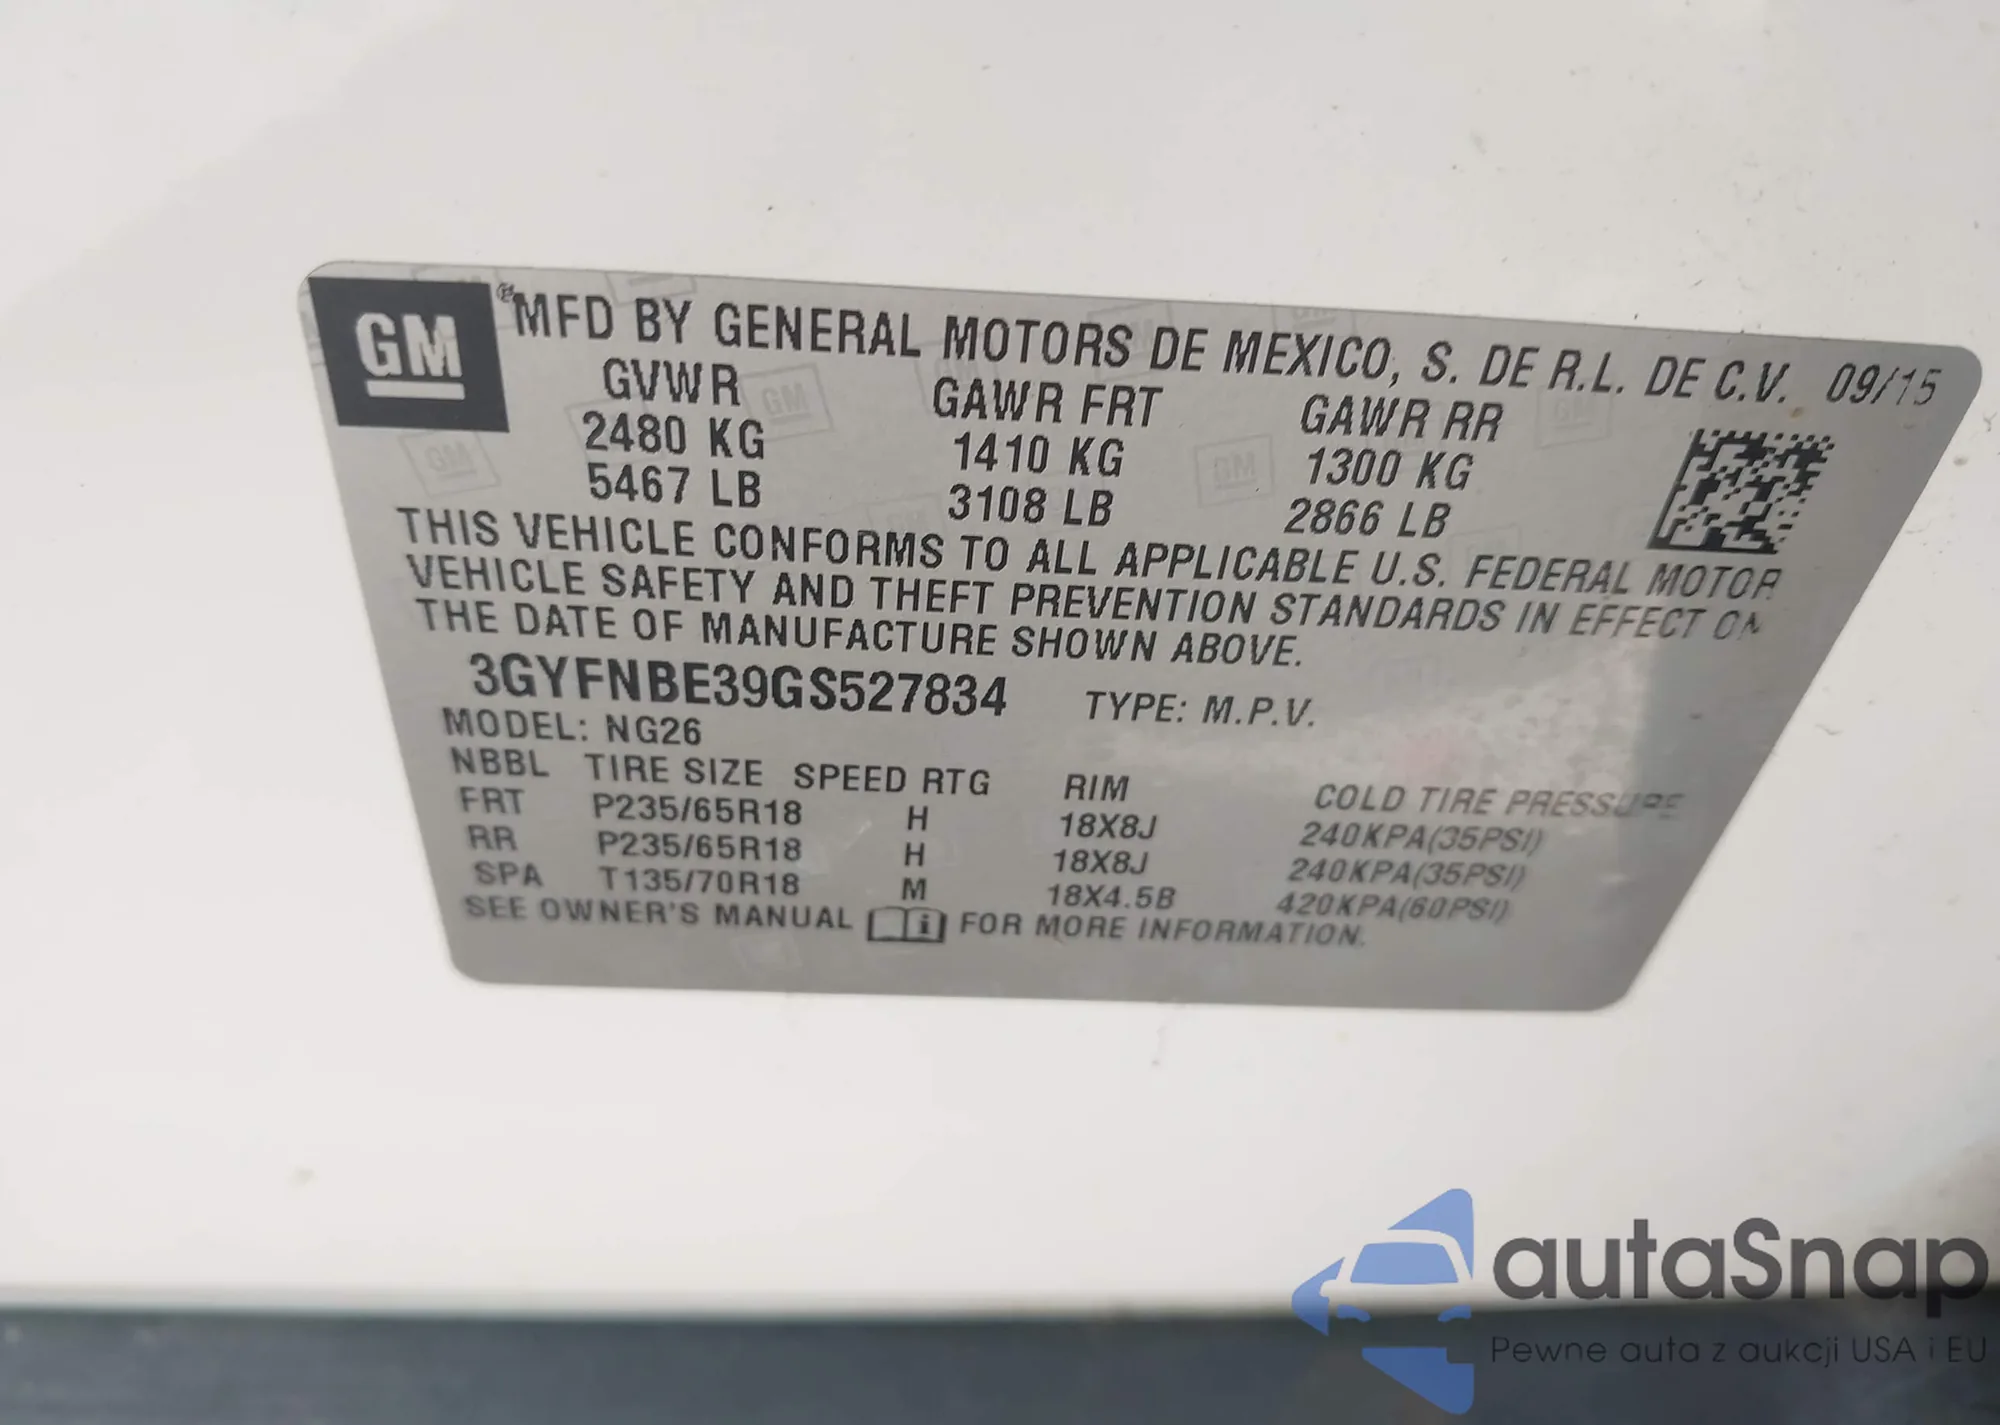 GM
MFD BY GENERAL MOTORS DE MEXICO, S. DE R.L. DE C.V. 09/15
GVWR GAWR FRT GAWR RR
2480 KG 1410 KG 1300 KG
5467 LB 3108 LB 2866 LB
THIS VEHICLE CONFORMS TO ALL APPLICABLE U.S. FEDERAL MOTOR
VEHICLE SAFETY AND THEFT PREVENTION STANDARDS IN EFFECT ON
THE DATE OF MANUFACTURE SHOWN ABOVE.
3GYFNBE39GS527834 TYPE: M.P.V.
MODEL: NG26
NBBL TIRE SIZE SPEED RTG RIM COLD TIRE PRESSURE
FRT P235/65R18 H 18X8J 240KPA(35PSI)
RR P235/65R18 H 18X8J 240KPA(35PSI)
SPA T135/70R18 M 18X4.5B 420KPA(60PSI)
SEE OWNER'S MANUAL i FOR MORE INFORMATION.
autaSnap
Pewne auta z aukcji USA i EU